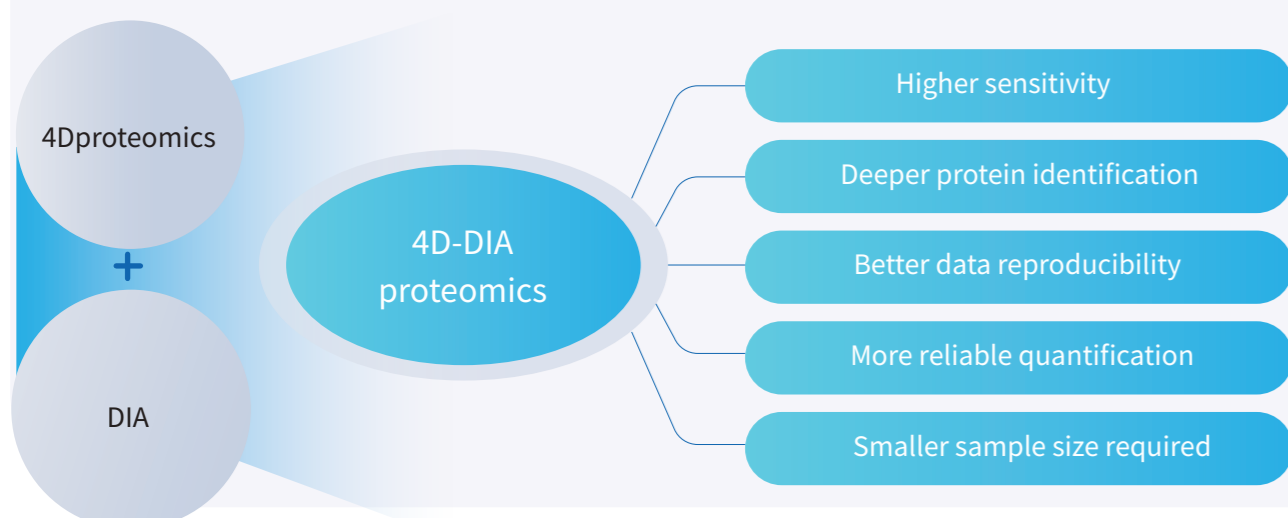 4Dproteomics
+
DIA
4D-DIA
proteomics
Higher sensitivity
Deeper protein identification
Better data reproducibility
More reliable quantification
Smaller sample size required